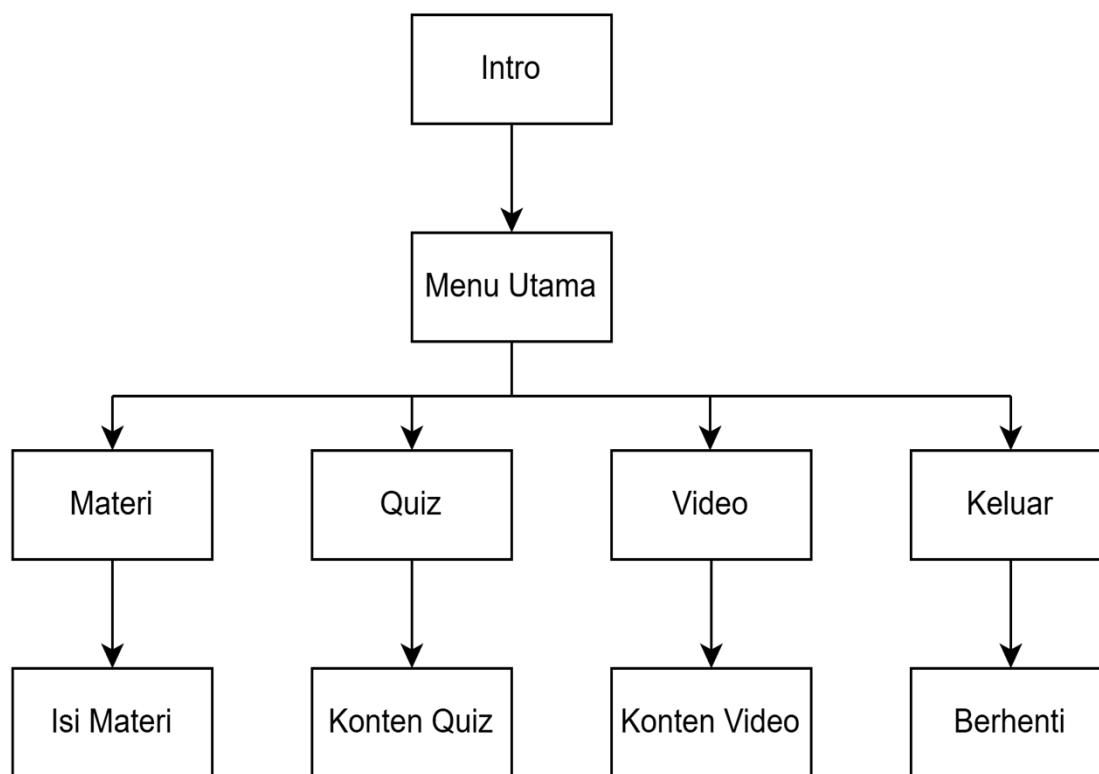 Intro
Menu Utama
Materi
Quiz
Video
Keluar
Isi Materi
Konten Quiz
Konten Video
Berhenti